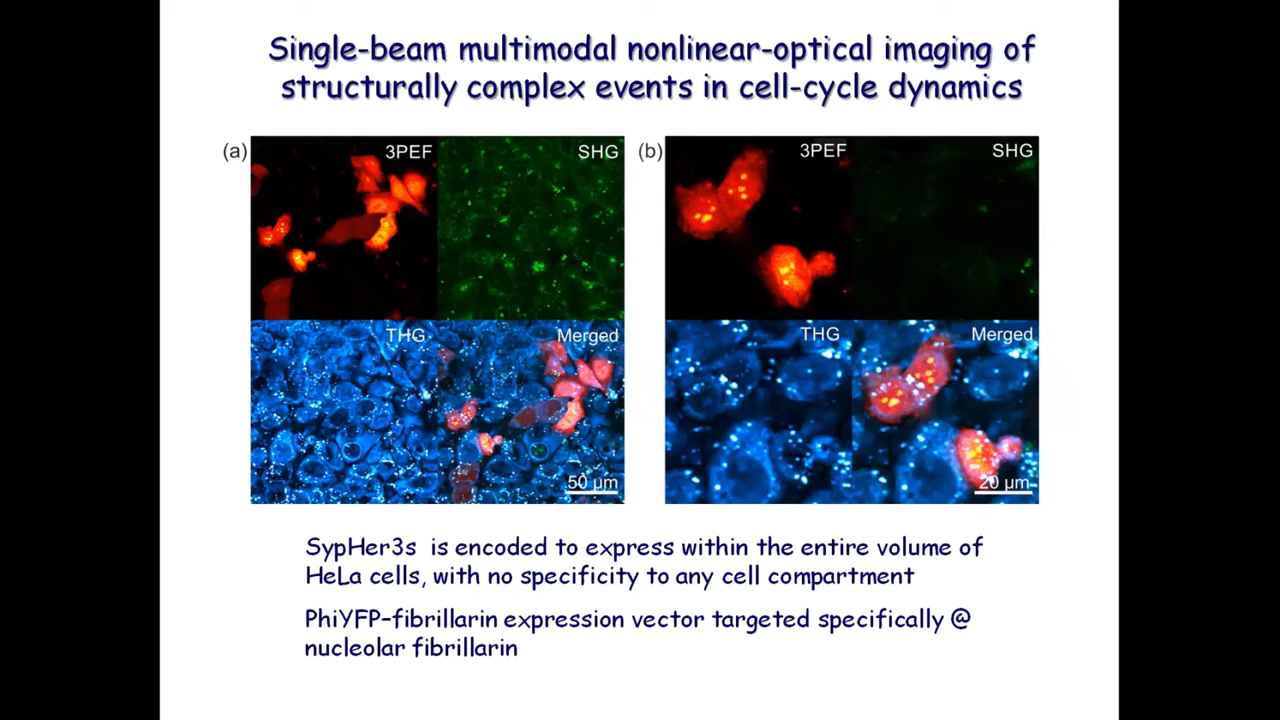 Single-beam multimodal nonlinear-optical imaging of
structurally complex events in cell-cycle dynamics
(a)
3PEF
SHG
THG
Merged
50 µm
(b)
3PEF
SHG
THG
Merged
20 µm
SypHer3s is encoded to express within the entire volume of
HeLa cells, with no specificity to any cell compartment
PhiYFP–fibrillarin expression vector targeted specifically @
nucleolar fibrillarin